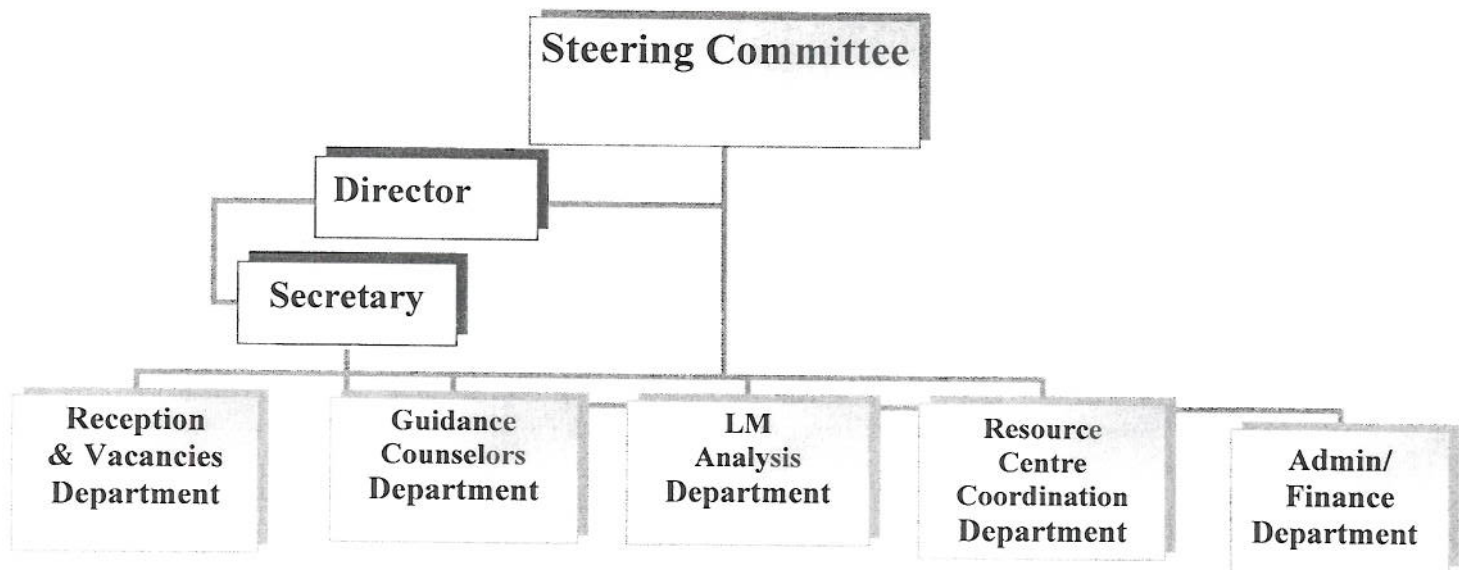 Steering Committee
Director
Secretary
Reception
& Vacancies
Department
Guidance
Counselors
Department
LM
Analysis
Department
Resource
Centre
Coordination
Department
Admin/
Finance
Department